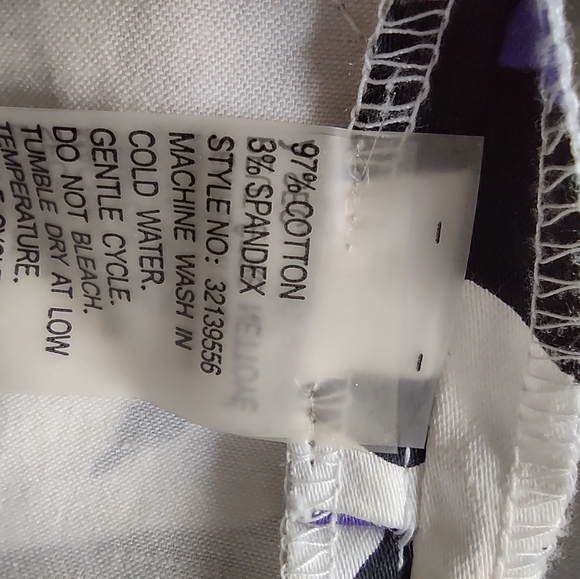 97% COTTON
3% SPANDEX
STYLE NO: 32139556
MACHINE WASH IN
COLD WATER.
GENTLE CYCLE.
DO NOT BLEACH.
TUMBLE DRY AT LOW
TEMPERATURE.